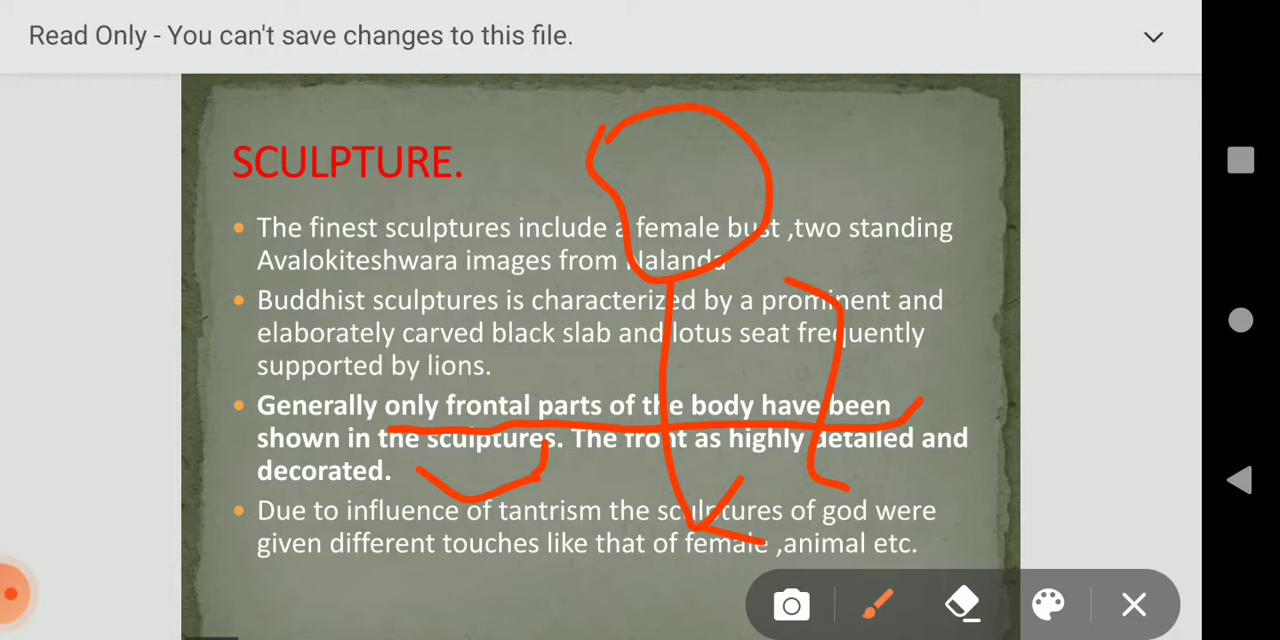 Read Only - You can't save changes to this file.
SCULPTURE.
• The finest sculptures include a female bust ,two standing
Avalokiteshwara images from Nalanda
• Buddhist sculptures is characterized by a prominent and
elaborately carved black slab and lotus seat frequently
supported by lions.
• Generally only frontal parts of the body have been
shown in the sculptures. The front as highly detailed and
decorated.
• Due to influence of tantrism the sculptures of god were
given different touches like that of female ,animal etc.